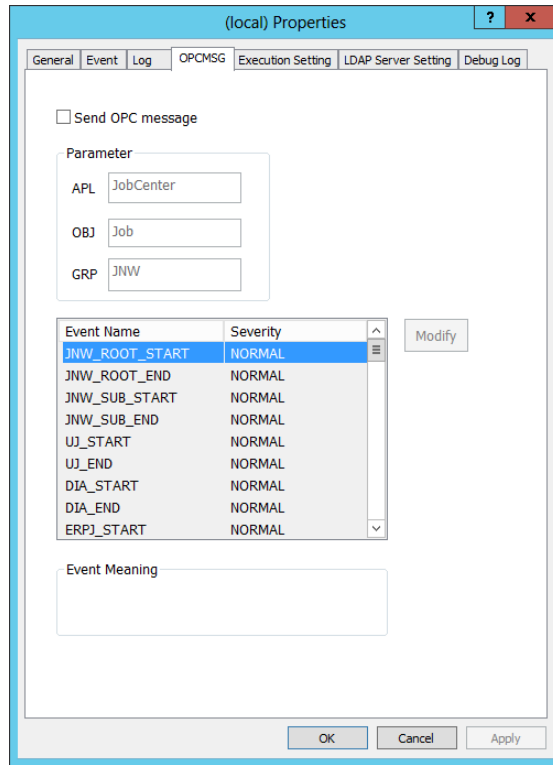 (local) Properties
? x
General Event Log OPCMSG Execution Setting LDAP Server Setting Debug Log
Send OPC message
Parameter
APL JobCenter
OBJ Job
GRP JNW
Event Name Severity
Modify
JNW_ROOT_START NORMAL
JNW_ROOT_END NORMAL
JNW_SUB_START NORMAL
JNW_SUB_END NORMAL
UJ_START NORMAL
UJ_END NORMAL
DIA_START NORMAL
DIA_END NORMAL
ERPJ_START NORMAL
Event Meaning
OK Cancel Apply